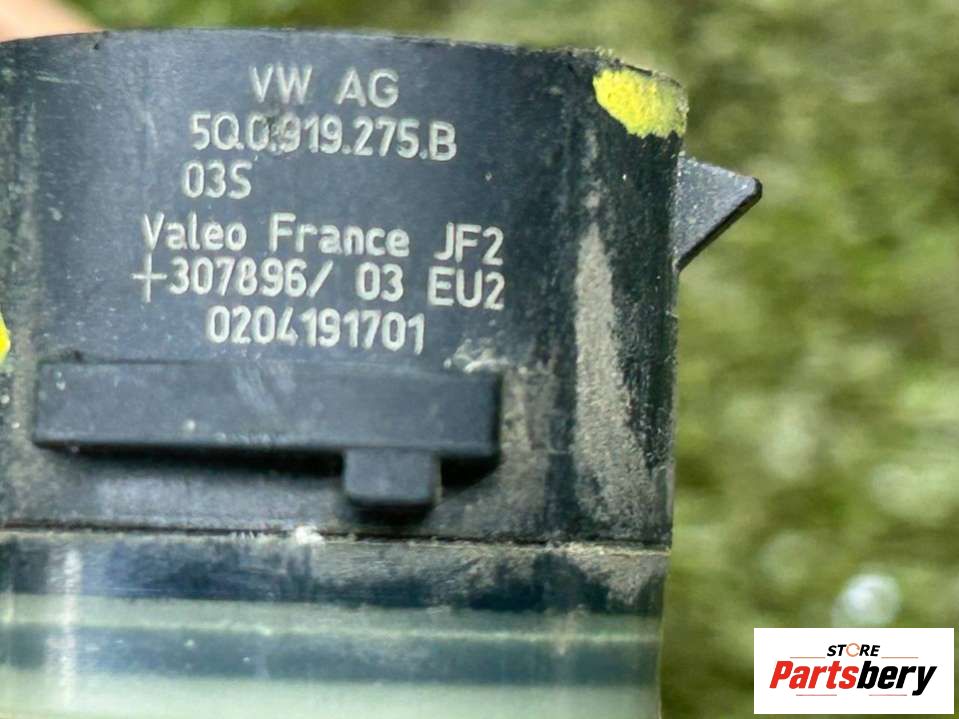 VW AG
5Q0.919.275.B
03S
Valeo France JF2
+307896/ 03 EU2
0204191701
STORE
Partsbery